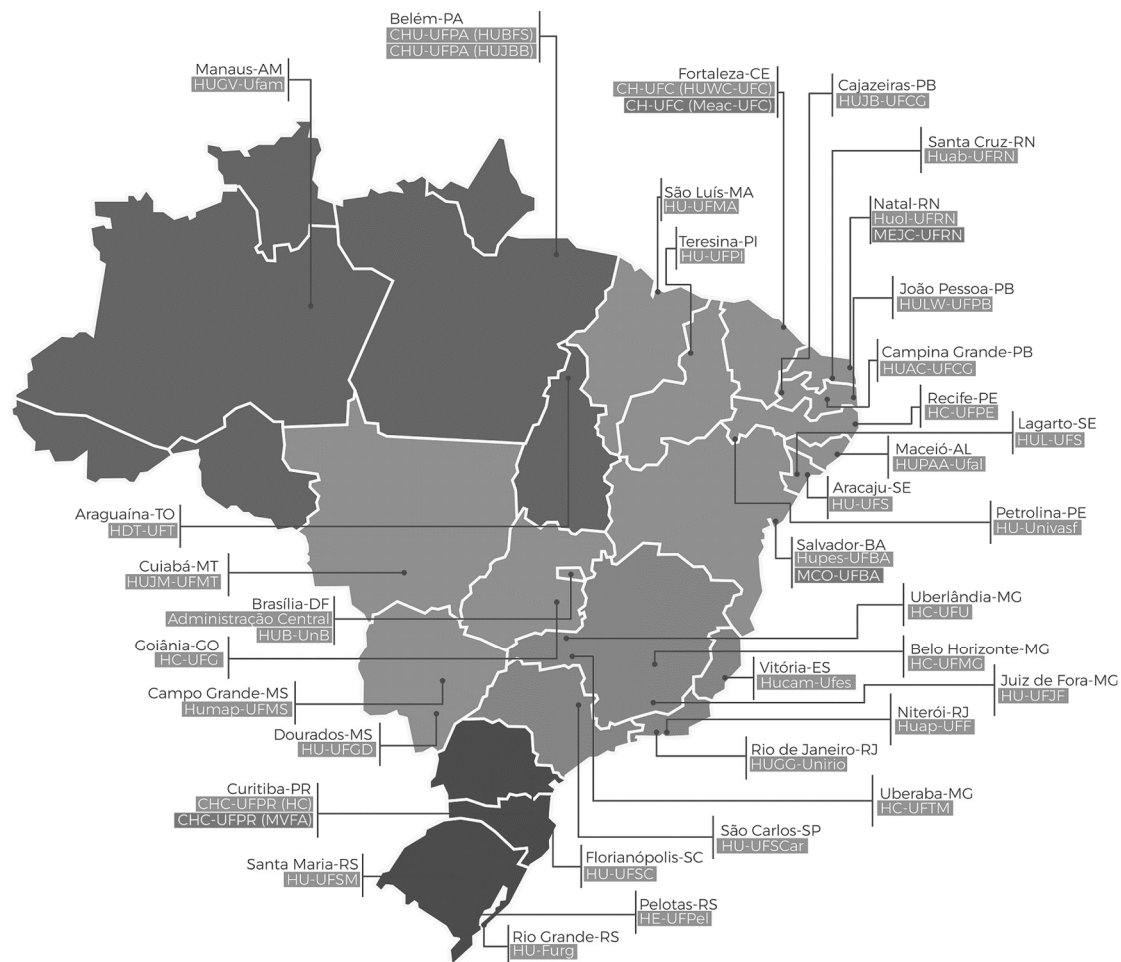 Belém-PA
CHU-UFPA (HUBFS)
CHU-UFPA (HUJBB)
Manaus-AM
HUGV-Ufam
Fortaleza-CE
CH-UFC (HUWC-UFC)
CH-UFC (Meac-UFC)
Cajazeiras-PB
HUJB-UFCG
Santa Cruz-RN
Huab-UFRN
São Luís-MA
HU-UFMA
Natal-RN
Huol-UFRN
MEJC-UFRN
Teresina-PI
HU-UFPI
João Pessoa-PB
HULW-UFPB
Campina Grande-PB
HUAC-UFCG
Recife-PE
HC-UFPE
Lagarto-SE
HUL-UFS
Maceió-AL
HUPAA-Ufal
Aracaju-SE
HU-UFS
Petrolina-PE
HU-Univasf
Araguaína-TO
HDT-UFT
Salvador-BA
Hupes-UFBA
MCO-UFBA
Cuiabá-MT
HUJM-UFMT
Brasília-DF
Administração Central
HUB-UnB
Uberlândia-MG
HC-UFU
Goiânia-GO
HC-UFG
Belo Horizonte-MG
HC-UFMG
Vitória-ES
Hucam-Ufes
Juiz de Fora-MG
HU-UFJF
Campo Grande-MS
Humap-UFMS
Niterói-RJ
Huap-UFF
Dourados-MS
HU-UFGD
Rio de Janeiro-RJ
HUGG-Unirio
Curitiba-PR
CHC-UFPR (HC)
CHC-UFPR (MVFA)
Uberaba-MG
HC-UFTM
São Carlos-SP
HU-UFSCar
Santa Maria-RS
HU-UFSM
Florianópolis-SC
HU-UFSC
Pelotas-RS
HE-UFPel
Rio Grande-RS
HU-Furg